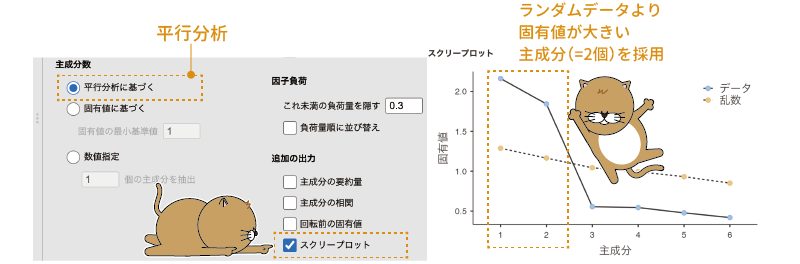 平行分析
主成分数
平行分析に基づく
固有値に基づく
固有値の最小基準値 1
数値指定
1 個の主成分を抽出
因子負荷
これ未満の負荷量を隠す 0.3
負荷量順に並び替え
追加の出力
主成分の要約量
主成分の相関
回転前の固有値
スクリープロット
ランダムデータより
固有値が大きい
主成分(=2個)を採用
スクリープロット
データ
乱数
固有値
2.0
1.5
1.0
0.5
1 2 3 4 5 6
主成分